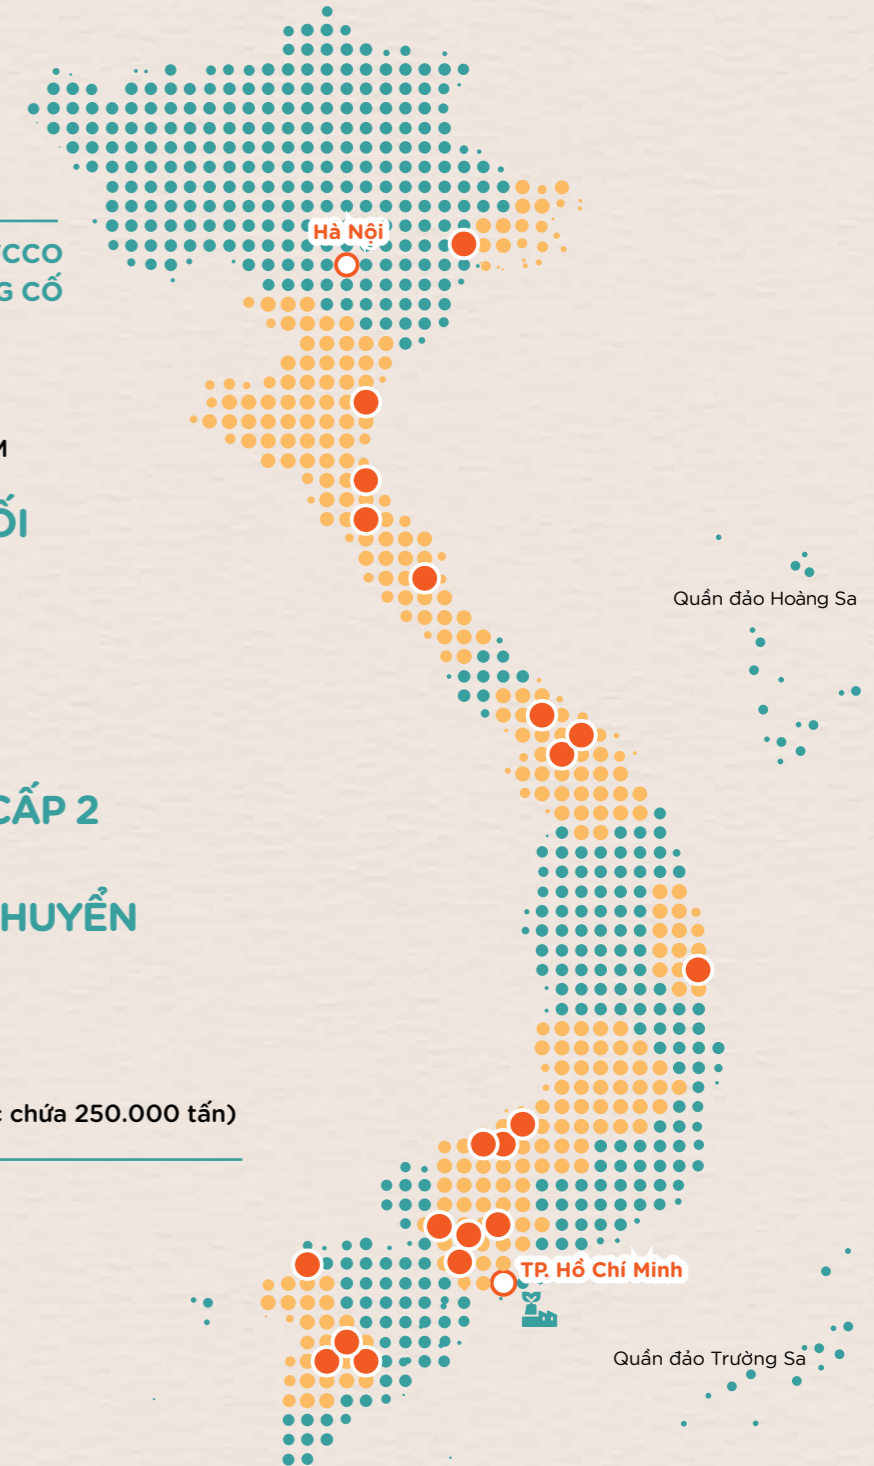 Hà Nội
CCO
G CỐ
M
ỐI
Quần đảo Hoàng Sa
CẤP 2
HUYỂN
c chứa 250.000 tấn)
TP. Hồ Chí Minh
Quần đảo Trường Sa